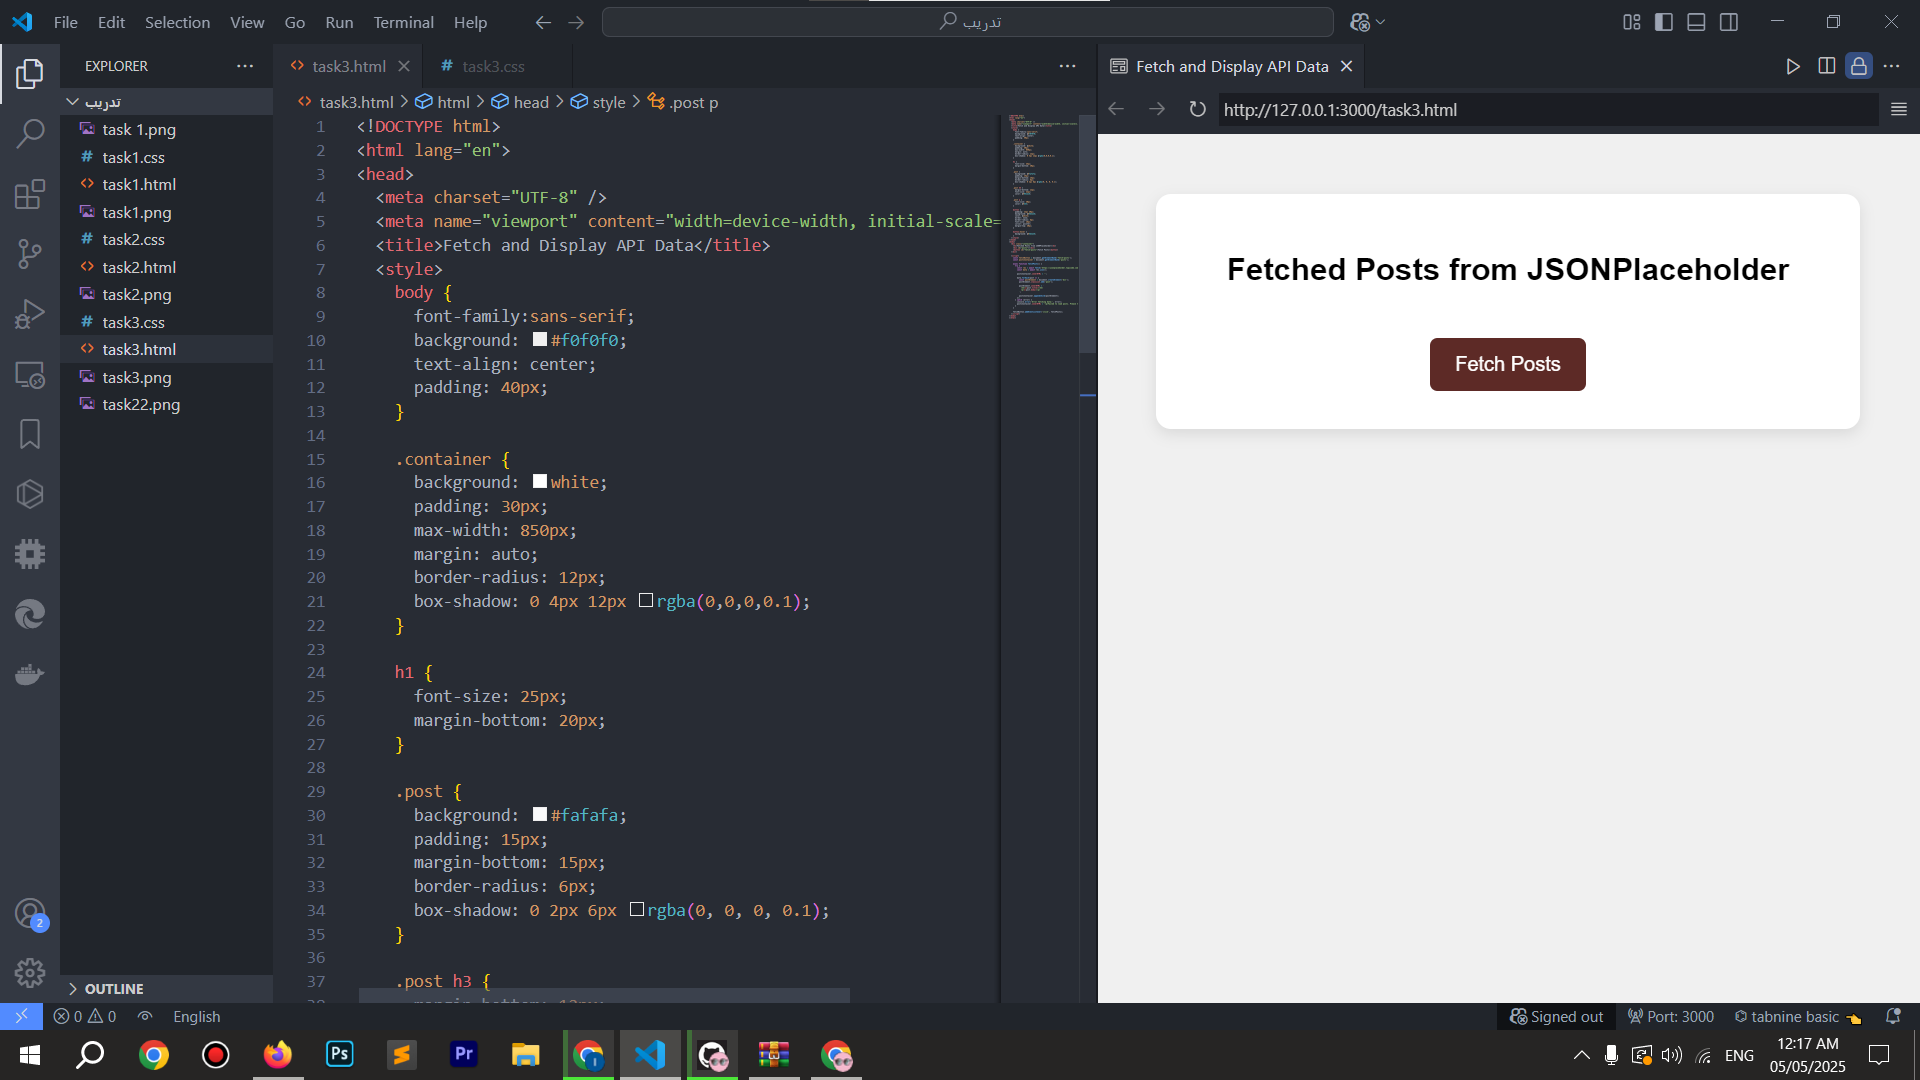 File Edit Selection View Go Run Terminal Help
تدريب
EXPLORER
تدريب
task 1.png
task1.css
task1.html
task1.png
task2.css
task2.html
task2.png
task3.css
task3.html
task3.png
task22.png
OUTLINE
task3.html
task3.css
task3.html > html > head > style > .post p
1 <!DOCTYPE html>
2 <html lang="en">
3 <head>
4 <meta charset="UTF-8" />
5 <meta name="viewport" content="width=device-width, initial-scale=
6 <title>Fetch and Display API Data</title>
7 <style>
8 body {
9 font-family:sans-serif;
10 background: #f0f0f0;
11 text-align: center;
12 padding: 40px;
13 }
14
15 .container {
16 background: white;
17 padding: 30px;
18 max-width: 850px;
19 margin: auto;
20 border-radius: 12px;
21 box-shadow: 0 4px 12px rgba(0,0,0,0.1);
22 }
23
24 h1 {
25 font-size: 25px;
26 margin-bottom: 20px;
27 }
28
29 .post {
30 background: #fafafa;
31 padding: 15px;
32 margin-bottom: 15px;
33 border-radius: 6px;
34 box-shadow: 0 2px 6px rgba(0, 0, 0, 0.1);
35 }
36
37 .post h3 {
Fetch and Display API Data
http://127.0.0.1:3000/task3.html
Fetched Posts from JSONPlaceholder
Fetch Posts
2
0 0 English
Signed out Port: 3000 tabnine basic
Ps
Pr
ENG
12:17 AM
05/05/2025